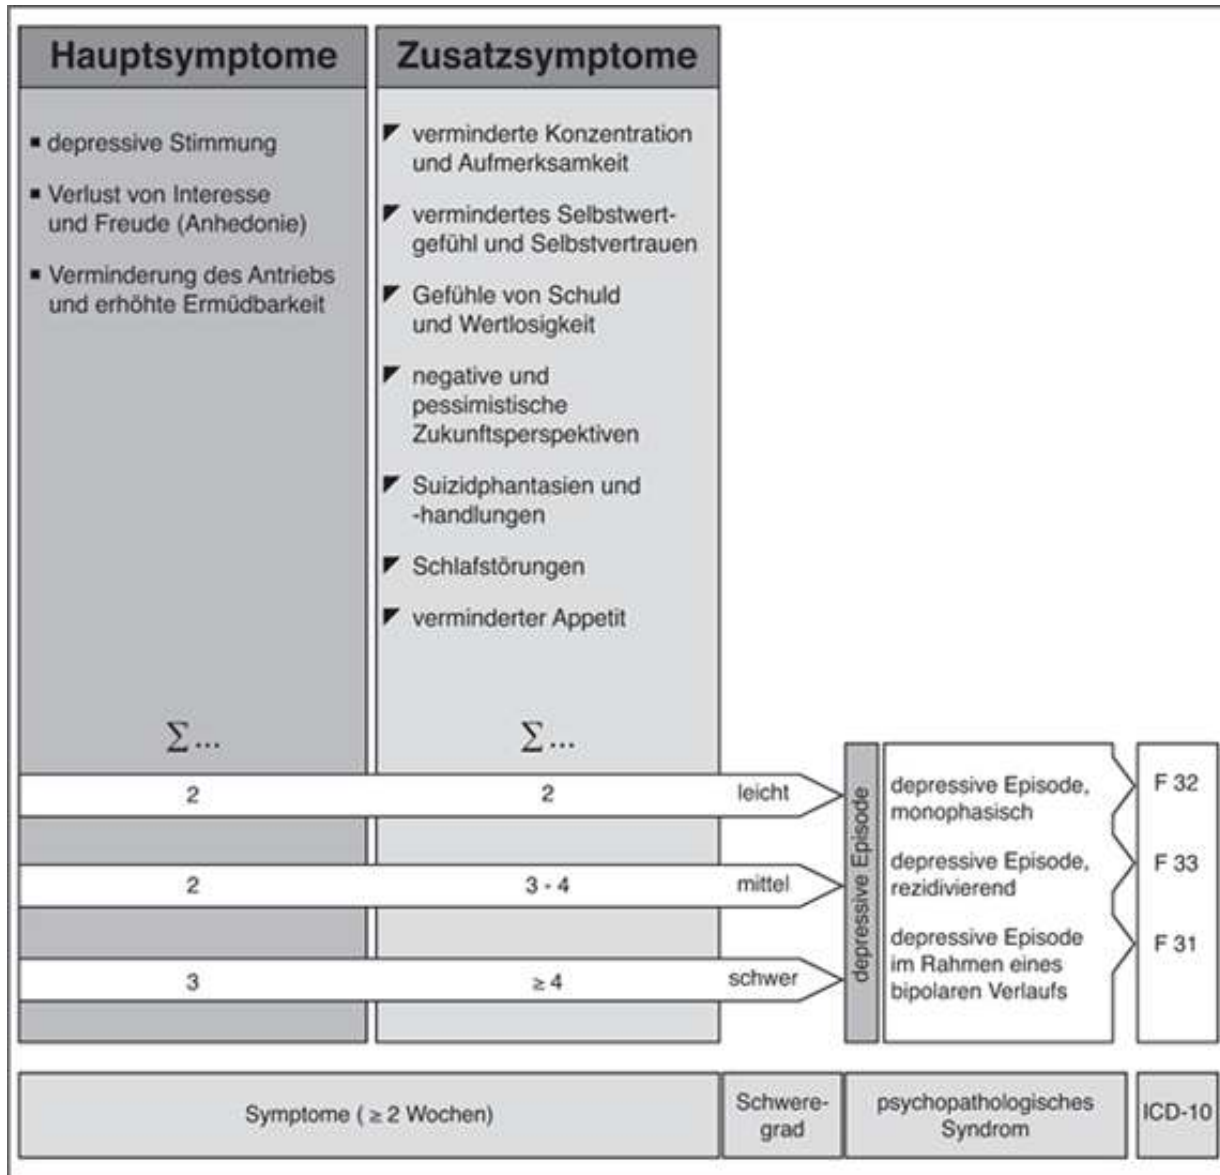 Hauptsymptome
depressive Stimmung
Verlust von Interesse
und Freude (Anhedonie)
Verminderung des Antriebs
und erhöhte Ermüdbarkeit
Zusatzsymptome
verminderte Konzentration
und Aufmerksamkeit
vermindertes Selbstwert-
gefühl und Selbstvertrauen
Gefühle von Schuld
und Wertlosigkeit
negative und
pessimistische
Zukunftsperspektiven
Suizidphantasien und
-handlungen
Schlafstörungen
verminderter Appetit
∑ ... ∑ ...
2 2 leicht
2 3 - 4 mittel
3 ≥ 4 schwer
depressive Episode
depressive Episode,
monophasisch
F 32
depressive Episode,
rezidivierend
F 33
depressive Episode
im Rahmen eines
bipolaren Verlaufs
F 31
Symptome ( ≥ 2 Wochen)
Schwere-
grad
psychopathologisches
Syndrom
ICD-10